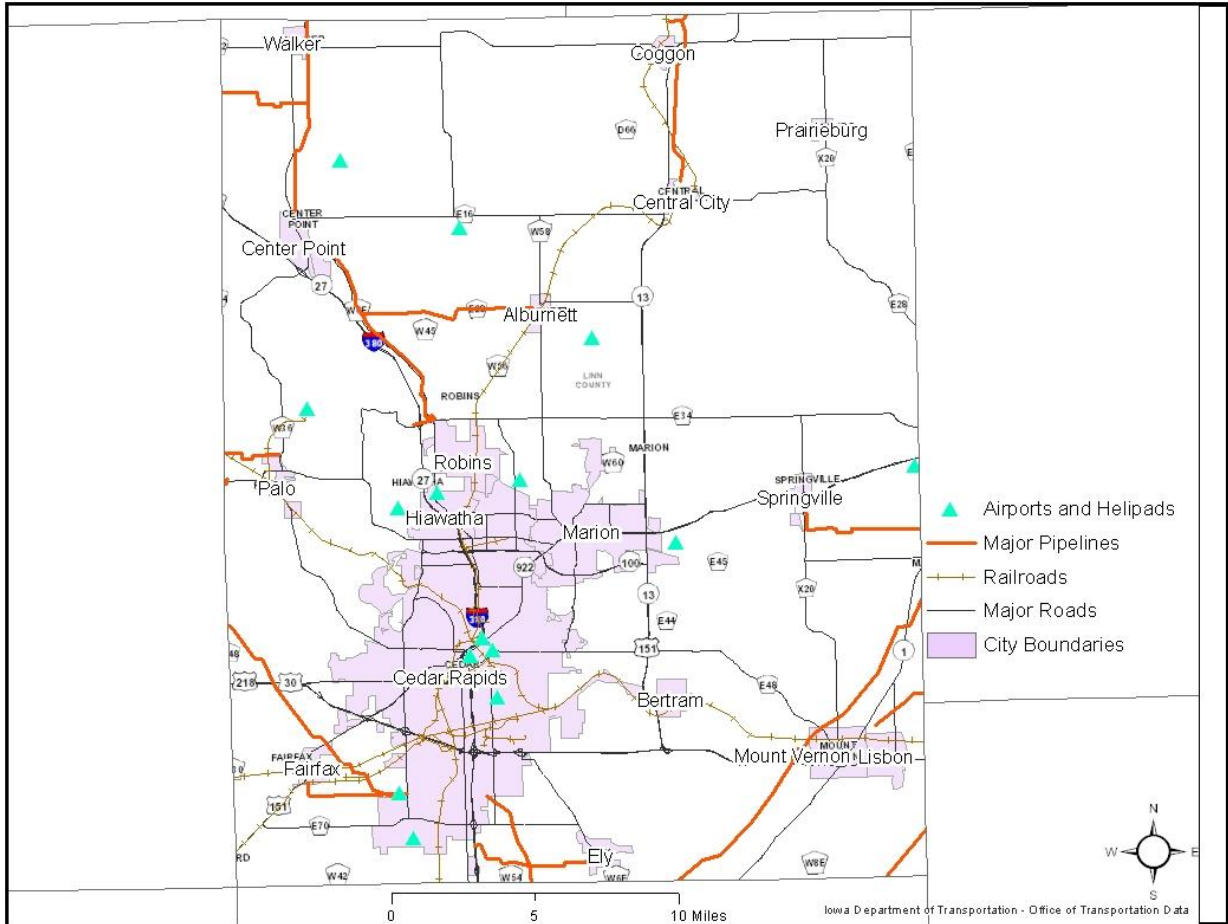 Walker
Coggon
D66
Prairieburg
X20
CENTRAL
Central City
CENTER
POINT
E16
W58
Center Point
27
13
E28
Alburnett
W45
380
LINN
COUNTY
ROBINS
E34
W36
MARION
Robins
W60
27
SPRINGVILLE
Palo
Springville
Hiawatha
Marion
922
100
E45
X20
13
E44
151
1
218
30
Cedar Rapids
E48
Bertram
MOUNT
FAIRFAX
Fairfax
Mount Vernon
Lisbon
151
E70
Ely
W42
W54
W6E
Airports and Helipads
Major Pipelines
Railroads
Major Roads
City Boundaries
N
W
E
S
0
5
10 Miles
Iowa Department of Transportation - Office of Transportation Data